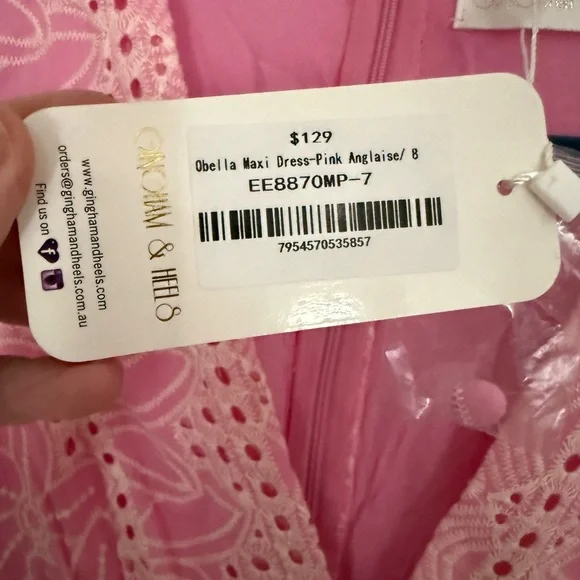 $129
Obella Maxi Dress-Pink Anglaise/ 8
EE8870MP-7
7954570535857
GINGHAM & HEELS
www.ginghamandheels.com
orders@ginghamandheels.com.au
Find us on
f